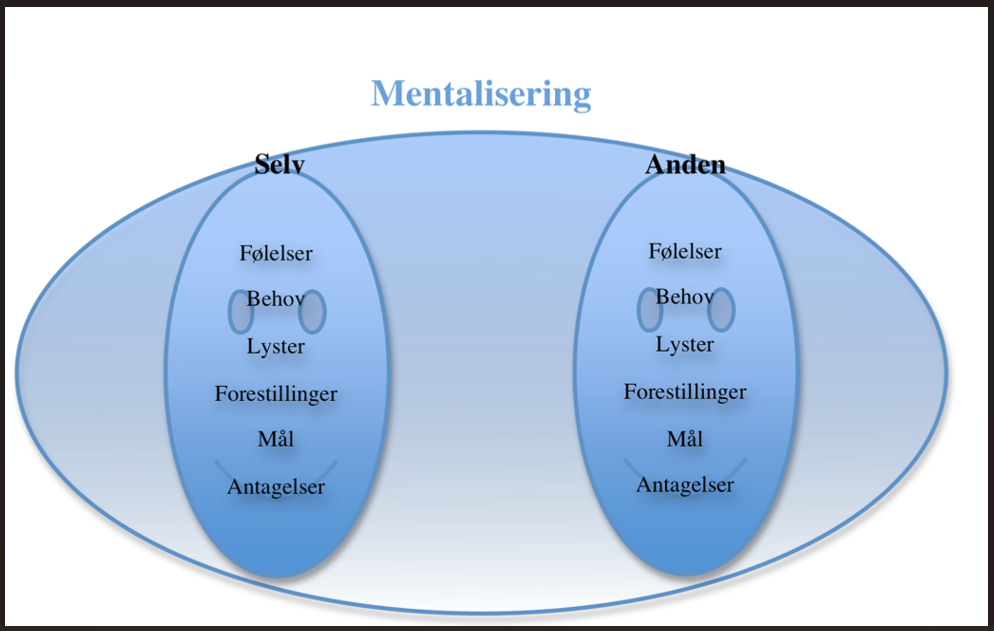 Mentalisering
Selv
Følelser
Behov
Lyster
Forestillinger
Mål
Antagelser
Anden
Følelser
Behov
Lyster
Forestillinger
Mål
Antagelser